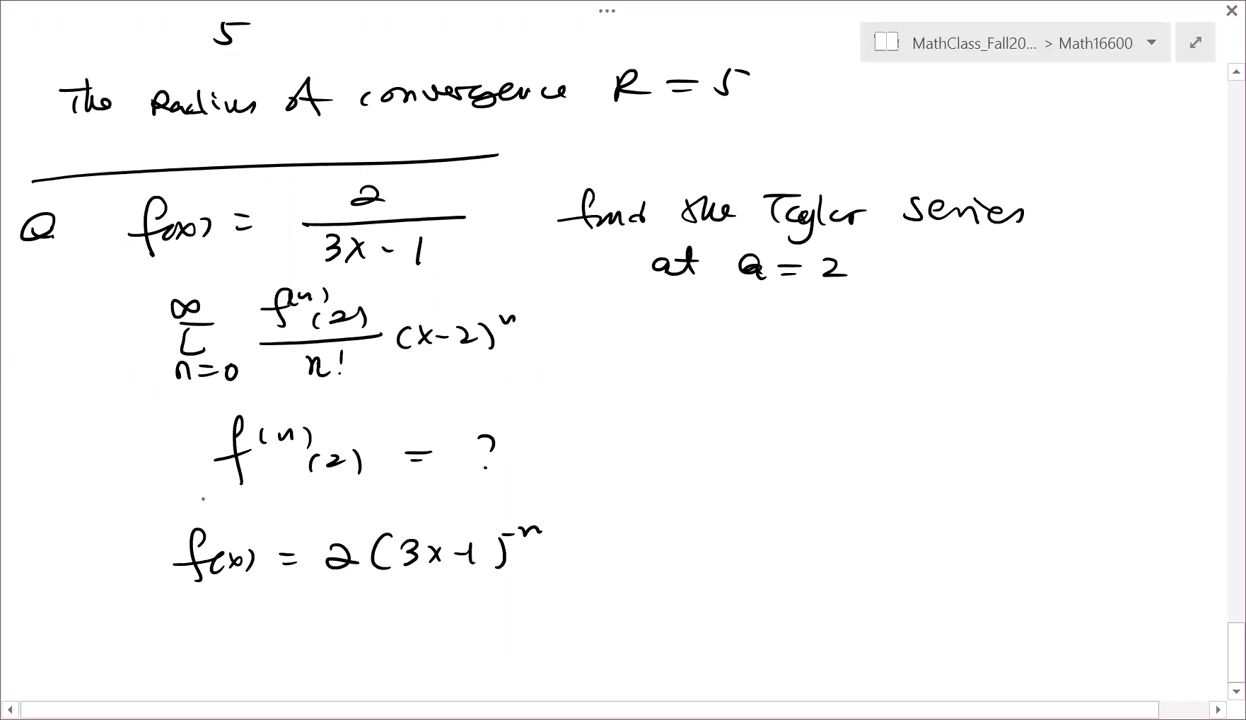 ...
MathClass_Fall20... > Math16600
5
The Radius of convergence R = 5
Q f(x) = 2 / (3x - 1) find the Taylor series
at a = 2
∞ Σ n=0 f^(n)(2) / n! (x-2)^n
f^(n)(2) = ?
f(x) = 2(3x-1)^-n